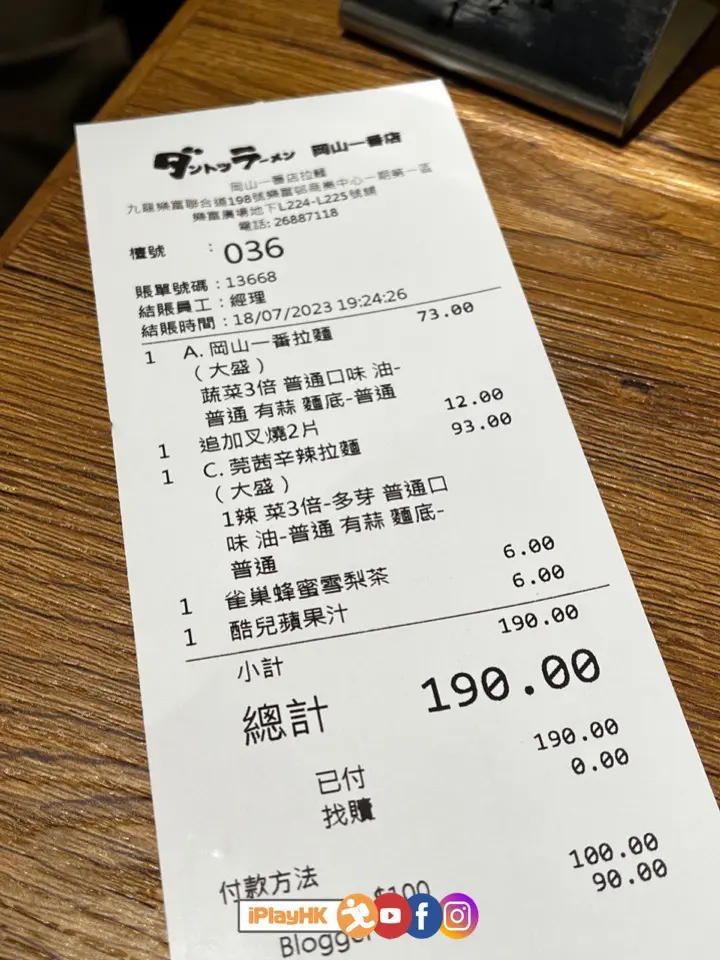 ダントツラーメン 岡山一番店
岡山一番店拉麵
九龍樂富聯合道198號樂富邨商業中心一期第一區
樂富廣場地下L224-L225號舖
電話: 26887118
檯號 : 036
賬單號碼 : 13668
結賬員工 : 經理
結賬時間 : 18/07/2023 19:24:26
1 A. 岡山一番拉麵 73.00
( 大盛 )
蔬菜3倍 普通口味 油-
普通 有蒜 麵底-普通
1 追加叉燒2片 12.00
1 C. 莞茜辛辣拉麵 93.00
( 大盛 )
1辣 菜3倍-多芽 普通口
味 油-普通 有蒜 麵底-
普通
1 雀巢蜂蜜雪梨茶 6.00
1 酷兒蘋果汁 6.00
小計 190.00
總計 190.00
已付 190.00
找贖 0.00
付款方法
$100 100.00
Blogger 90.00
iPlayHK